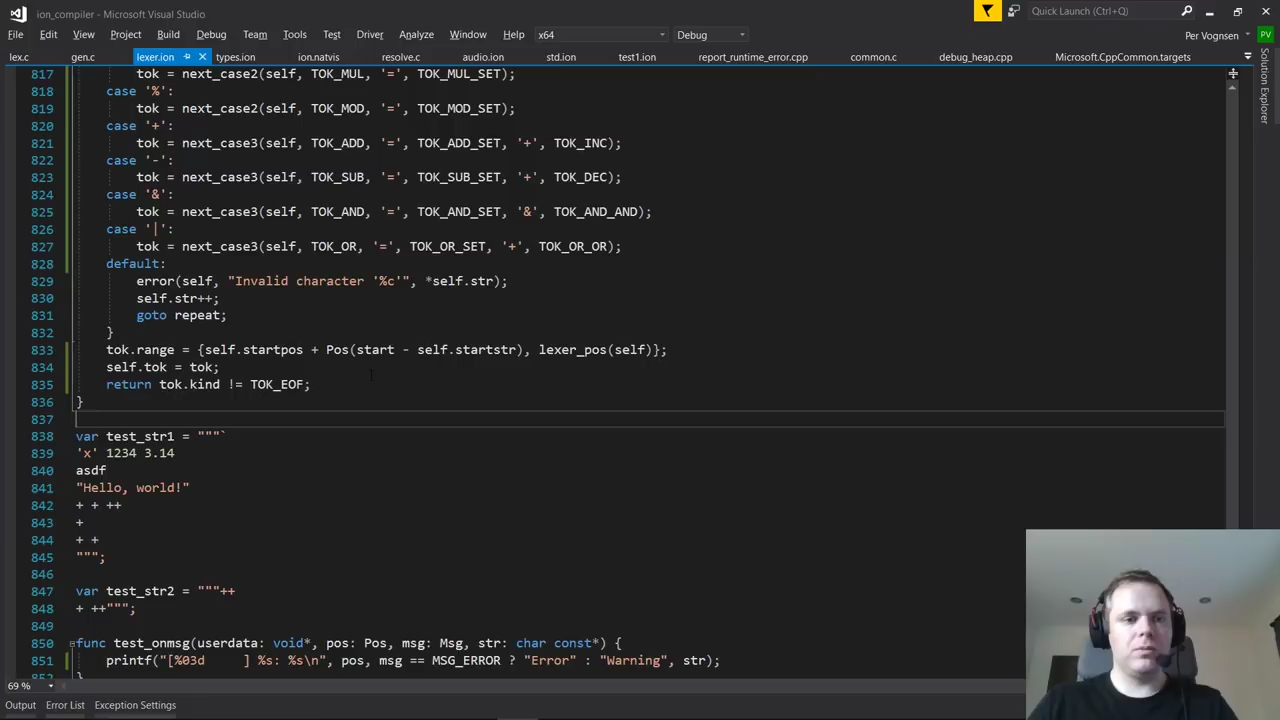 ion_compiler - Microsoft Visual Studio
Quick Launch (Ctrl+Q)
File Edit View Project Build Debug Team Tools Test Driver Analyze Window Help x64 Debug
Per Vognsen PV
lex.c gen.c lexer.ion types.ion ion.natvis resolve.c audio.ion std.ion test1.ion report_runtime_error.cpp common.c debug_heap.cpp Microsoft.CppCommon.targets
Solution Explorer
817 tok = next_case2(self, TOK_MUL, '=', TOK_MUL_SET);
818 case '%':
819 tok = next_case2(self, TOK_MOD, '=', TOK_MOD_SET);
820 case '+':
821 tok = next_case3(self, TOK_ADD, '=', TOK_ADD_SET, '+', TOK_INC);
822 case '-':
823 tok = next_case3(self, TOK_SUB, '=', TOK_SUB_SET, '+', TOK_DEC);
824 case '&':
825 tok = next_case3(self, TOK_AND, '=', TOK_AND_SET, '&', TOK_AND_AND);
826 case '|':
827 tok = next_case3(self, TOK_OR, '=', TOK_OR_SET, '+', TOK_OR_OR);
828 default:
829 error(self, "Invalid character '%c'", *self.str);
830 self.str++;
831 goto repeat;
832 }
833 tok.range = {self.startpos + Pos(start - self.startstr), lexer_pos(self)};
834 self.tok = tok;
835 return tok.kind != TOK_EOF;
836 }
837
838 var test_str1 = """`
839 'x' 1234 3.14
840 asdf
841 "Hello, world!"
842 + + ++
843 +
844 + +
845 """;
846
847 var test_str2 = """++
848 + ++""";
849
850 func test_onmsg(userdata: void*, pos: Pos, msg: Msg, str: char const*) {
851 printf("[%03d     ] %s: %s\n", pos, msg == MSG_ERROR ? "Error" : "Warning", str);
852 }
69 %
Output Error List Exception Settings